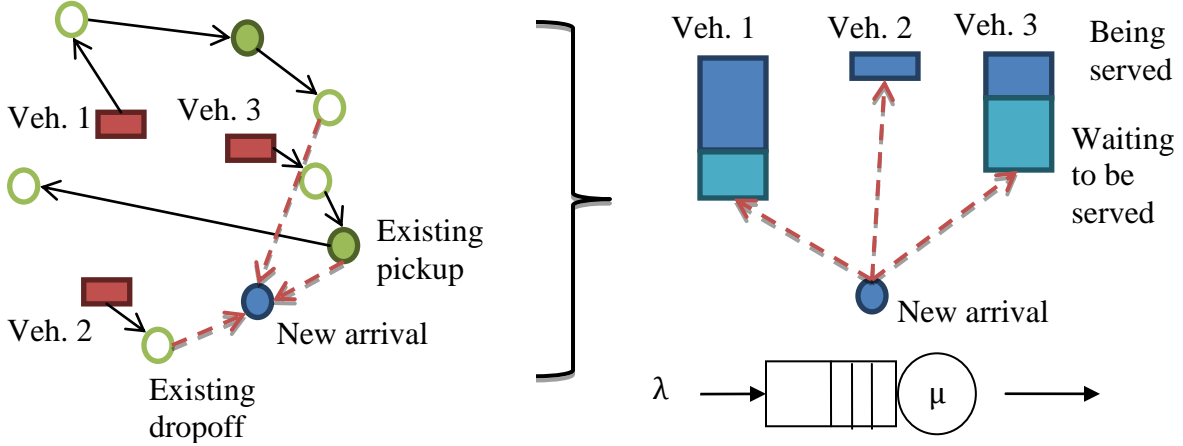 Veh. 1
Veh. 3
Existing
pickup
Veh. 2
New arrival
Existing
dropoff
Veh. 1
Veh. 2
Veh. 3
Being
served
Waiting
to be
served
New arrival
λ
μ